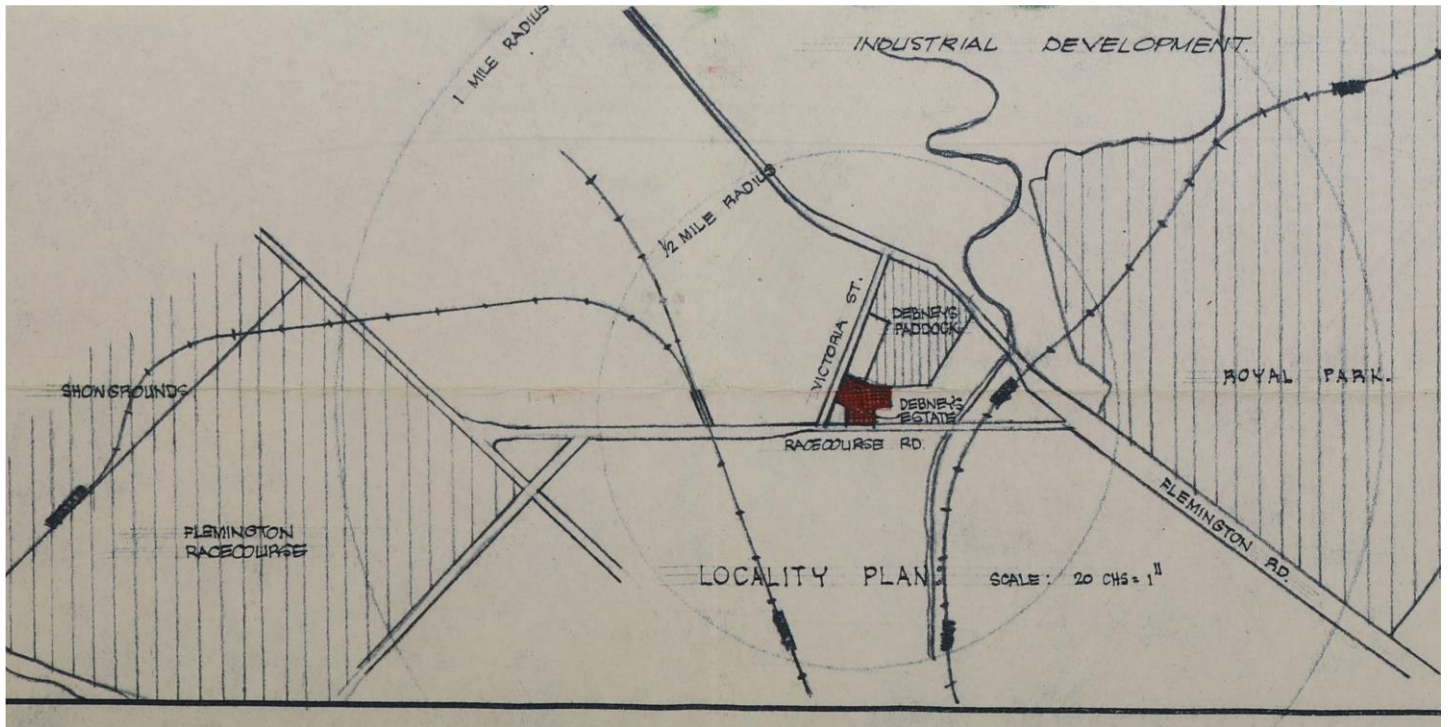 INDUSTRIAL DEVELOPMENT.
1 MILE RADIUS
½ MILE RADIUS
VICTORIA ST.
DEBNEYS
PADDOCK
SHOWGROUNDS
ROYAL PARK.
DEBNEY'S
ESTATE
RACECOURSE RD.
FLEMINGTON RD.
FLEMINGTON
RACECOURSE
LOCALITY PLAN.
SCALE: 20 CHS = 1"